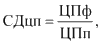 СДцп = ЦПф / ЦПп,